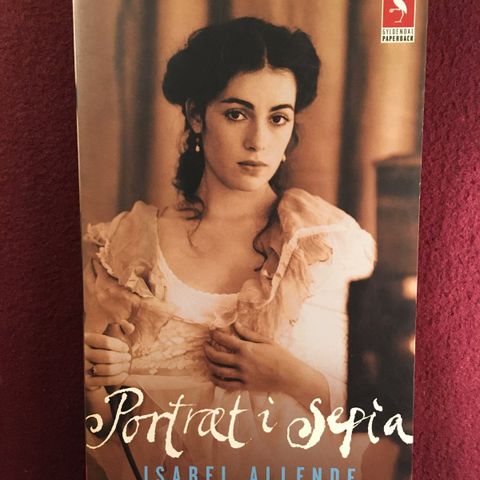 GYLDENDAL
PAPERBACK
Portræt i Sepia
ISABEL ALLENDE